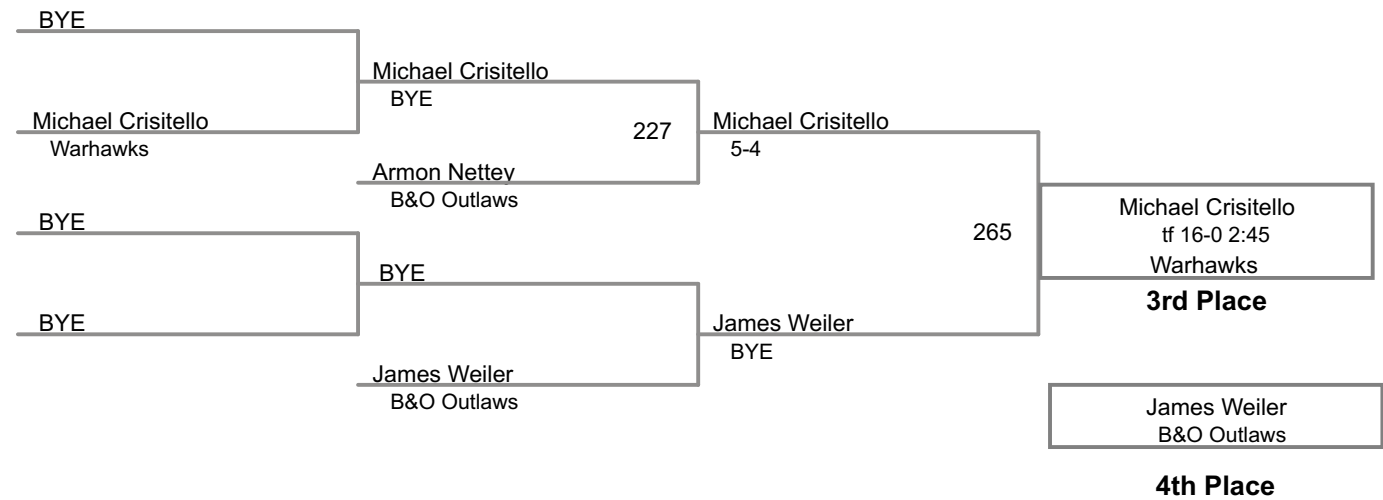 BYE
Michael Crisitello
BYE
Michael Crisitello
Warhawks
227
Michael Crisitello
5-4
Armon Nettey
B&O Outlaws
BYE
265
Michael Crisitello
tf 16-0 2:45
Warhawks
3rd Place
BYE
BYE
James Weiler
BYE
James Weiler
B&O Outlaws
James Weiler
B&O Outlaws
4th Place